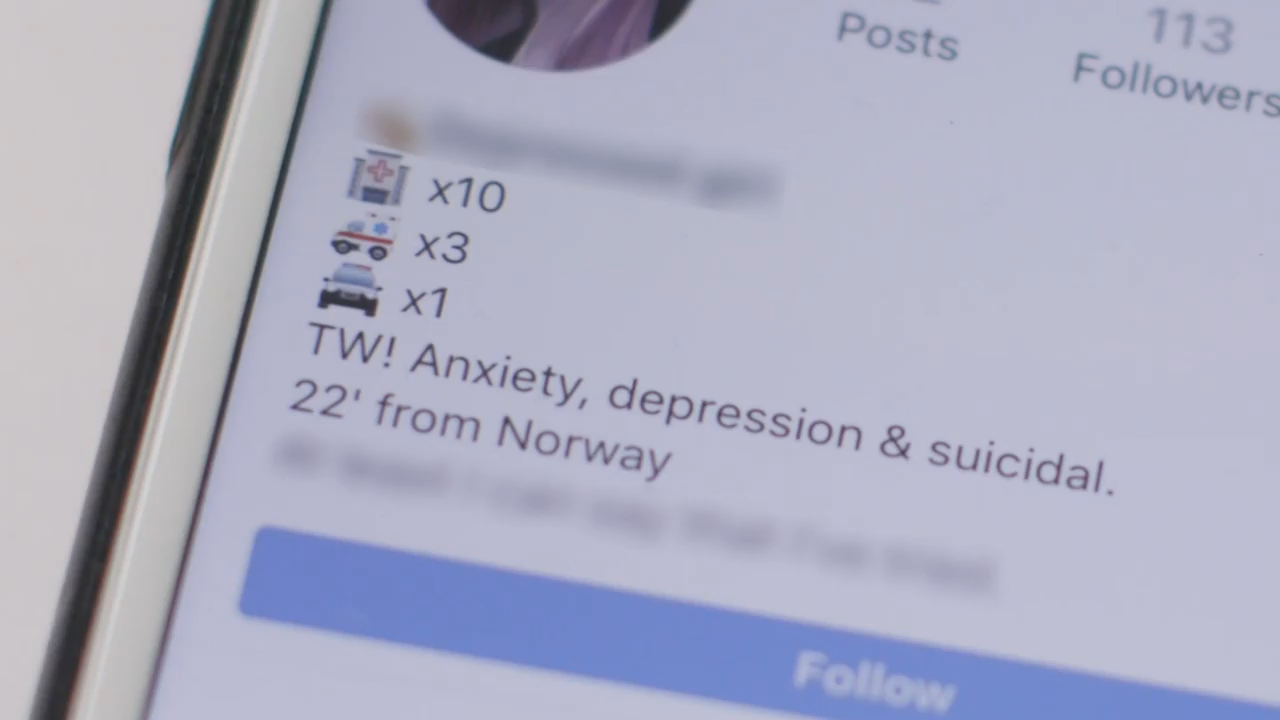 113
Posts
Followers
🏥 x10
🚑 x3
🚔 x1
TW! Anxiety, depression & suicidal.
22' from Norway
Follow